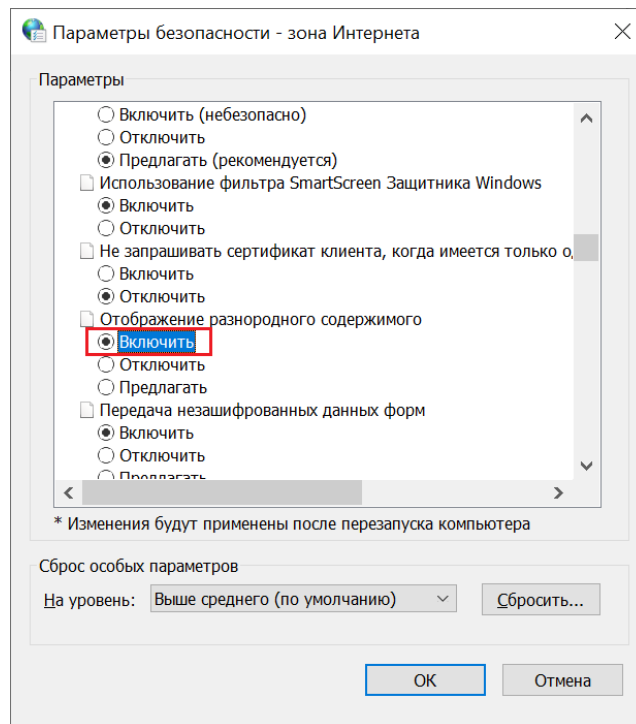 Параметры безопасности - зона Интернета
Параметры
Включить (небезопасно)
Отключить
Предлагать (рекомендуется)
Использование фильтра SmartScreen Защитника Windows
Включить
Отключить
Не запрашивать сертификат клиента, когда имеется только о
Включить
Отключить
Отображение разнородного содержимого
Включить
Отключить
Предлагать
Передача незашифрованных данных форм
Включить
Отключить
Предлагать
* Изменения будут применены после перезапуска компьютера
Сброс особых параметров
На уровень: Выше среднего (по умолчанию) Сбросить...
ОК Отмена